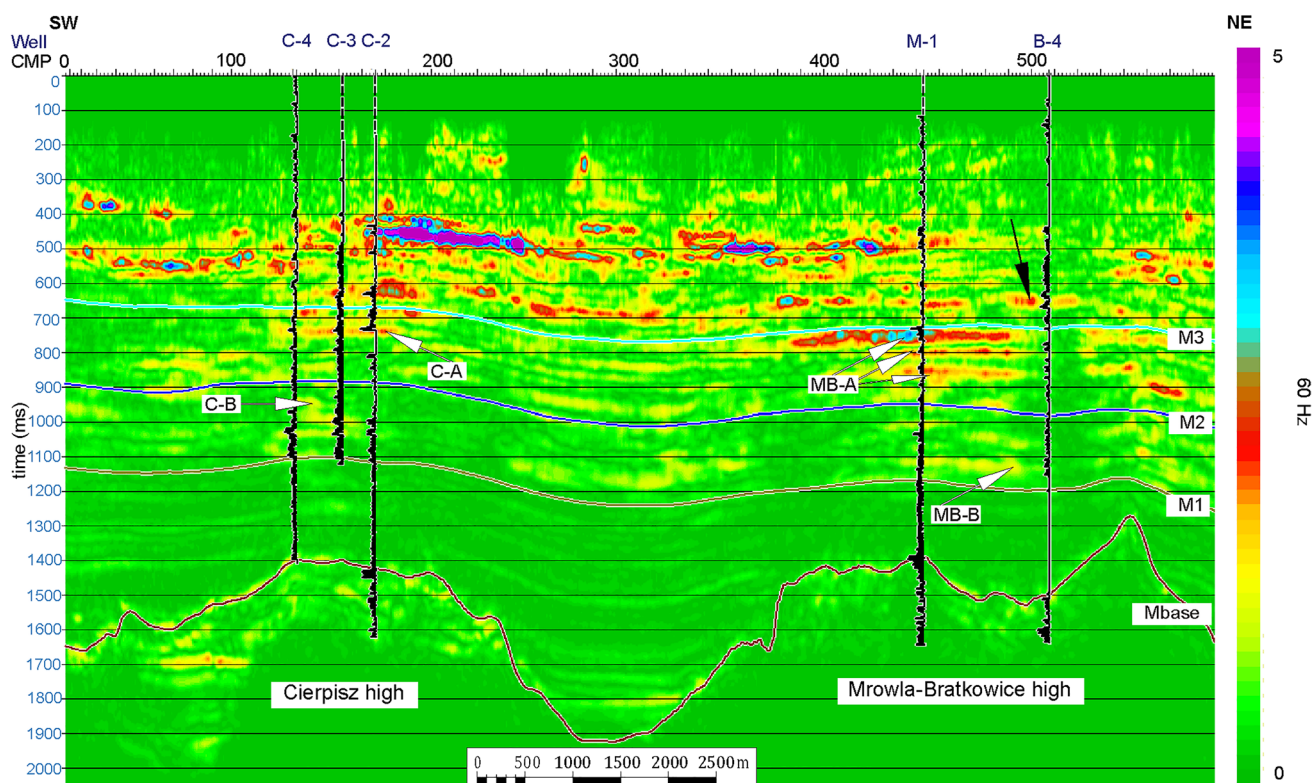 SW NE
Well C-4 C-3 C-2 M-1 B-4
CMP 0 100 200 300 400 500
0
100
200
300
400
500
600
700
800
900
1000
1100
1200
1300
1400
1500
1600
1700
1800
1900
2000
time (ms)
C-A
C-B
MB-A
MB-B
M3
M2
M1
Mbase
Cierpisz high
Mrowla-Bratkowice high
0 500 1000 1500 2000 2500m
5
60 Hz
0